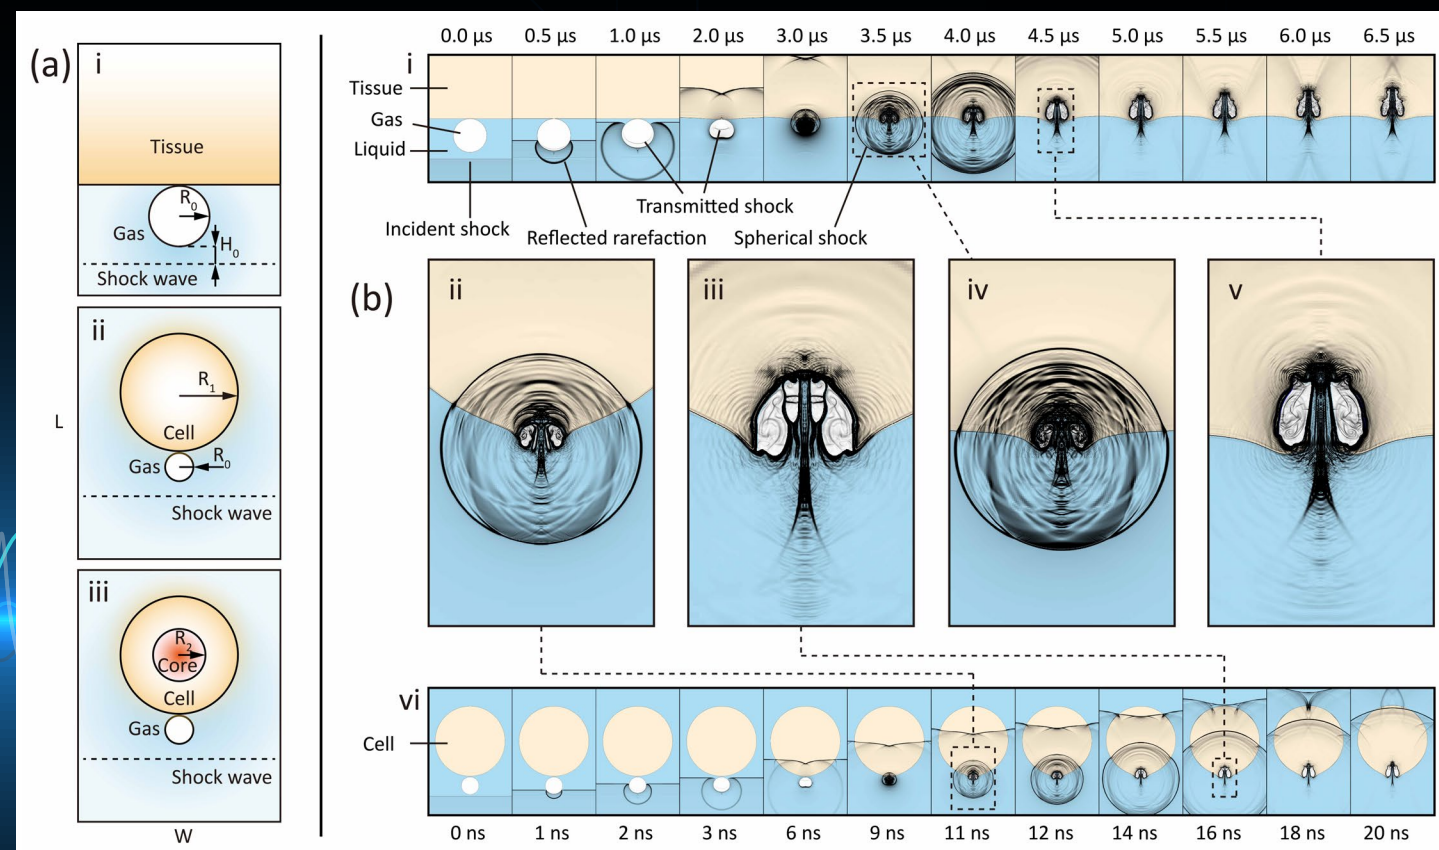 (a)
i
Tissue
R0
Gas
H0
Shock wave
ii
R1
Cell
Gas
R0
Shock wave
L
iii
R2
Core
Cell
Gas
Shock wave
W
0.0 µs 0.5 µs 1.0 µs 2.0 µs 3.0 µs 3.5 µs 4.0 µs 4.5 µs 5.0 µs 5.5 µs 6.0 µs 6.5 µs
i
Tissue
Gas
Liquid
Incident shock
Reflected rarefaction
Transmitted shock
Spherical shock
(b)
ii iii iv v
vi
Cell
0 ns 1 ns 2 ns 3 ns 6 ns 9 ns 11 ns 12 ns 14 ns 16 ns 18 ns 20 ns